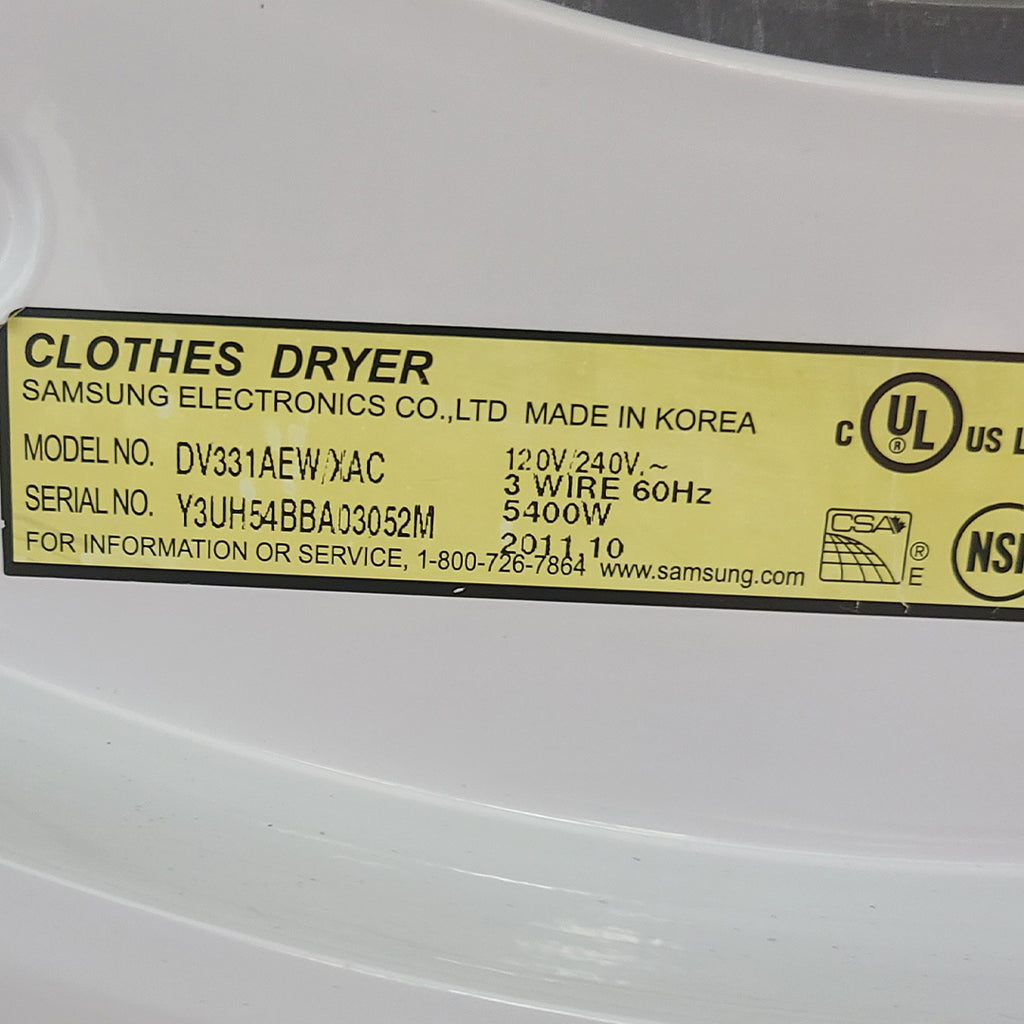 CLOTHES DRYER
SAMSUNG ELECTRONICS CO.,LTD MADE IN KOREA
MODEL NO. DV331AEW/XAC
SERIAL NO. Y3UH54BBA03052M
120V/240V.~
3 WIRE 60Hz
5400W
2011.10
FOR INFORMATION OR SERVICE, 1-800-726-7864 www.samsung.com
C UL ® US
CSA ® E